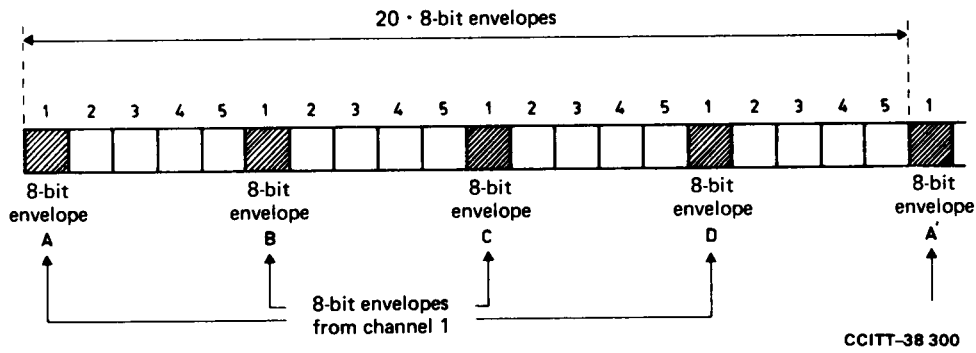 20 · 8-bit envelopes
1 2 3 4 5 1 2 3 4 5 1 2 3 4 5 1 2 3 4 5 1
8-bit envelope A
8-bit envelope B
8-bit envelope C
8-bit envelope D
8-bit envelope A'
8-bit envelopes
from channel 1
CCITT–38 300